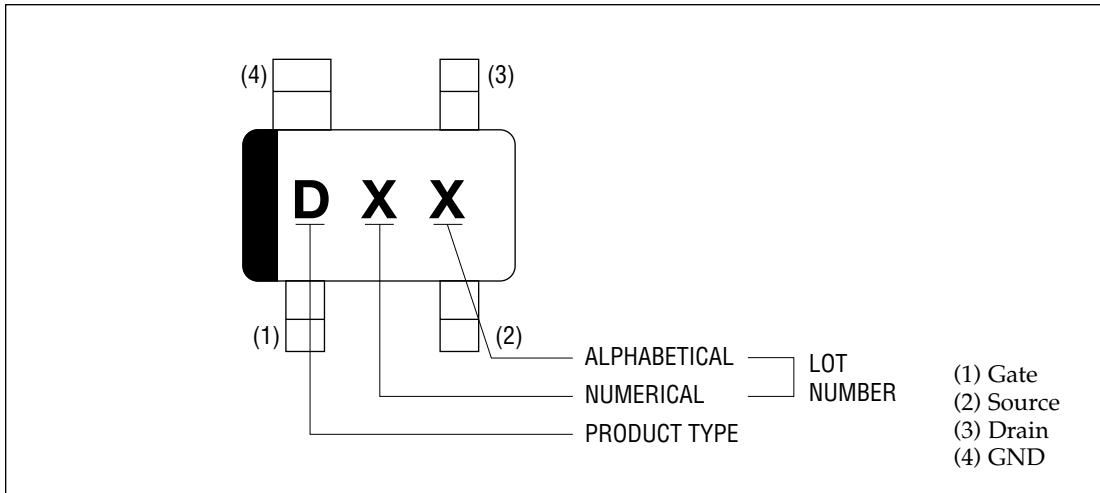 (4)
(3)
D X X
(1)
(2)
ALPHABETICAL
NUMERICAL
LOT
NUMBER
PRODUCT TYPE
(1) Gate
(2) Source
(3) Drain
(4) GND